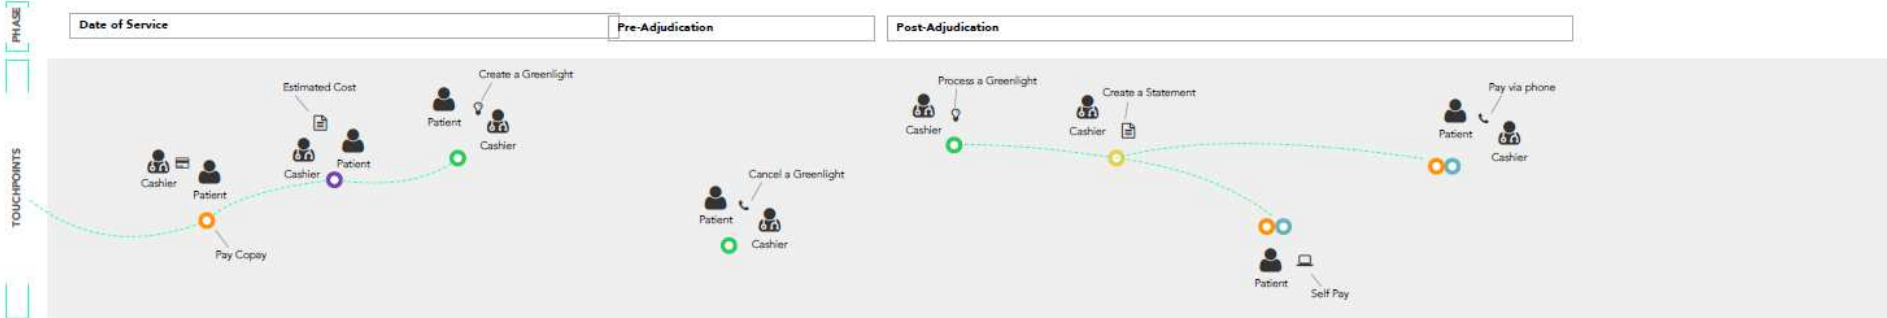 PHASE
Date of Service
Pre-Adjudication
Post-Adjudication
TOUCHPOINTS
Cashier
Patient
Pay Copay
Estimated Cost
Cashier
Patient
Create a Greenlight
Patient
Cashier
Cancel a Greenlight
Patient
Cashier
Process a Greenlight
Cashier
Create a Statement
Cashier
Pay via phone
Patient
Cashier
Patient
Self Pay